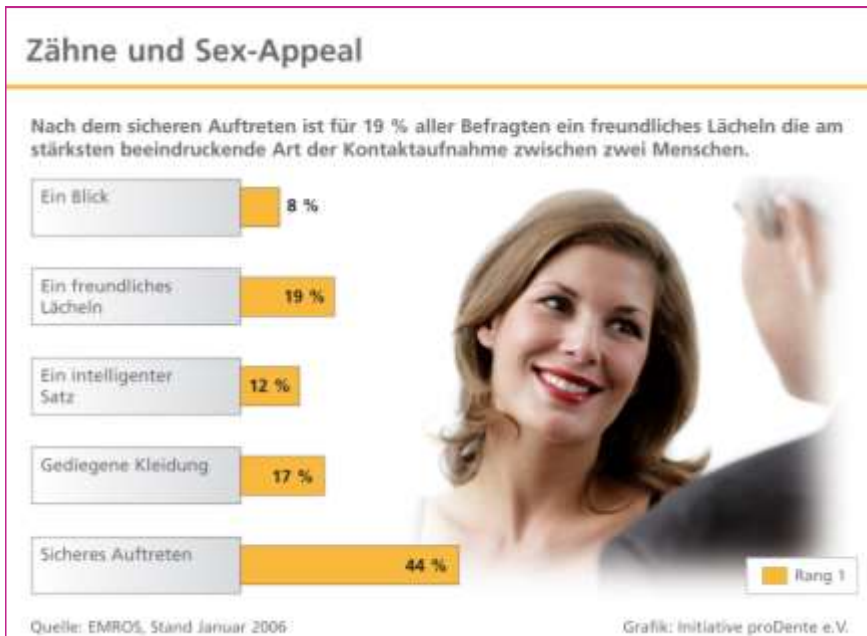 Zähne und Sex-Appeal
Nach dem sicheren Auftreten ist für 19 % aller Befragten ein freundliches Lächeln die am
stärksten beeindruckende Art der Kontaktaufnahme zwischen zwei Menschen.
Ein Blick
8 %
Ein freundliches
Lächeln
19 %
Ein intelligenter
Satz
12 %
Gediegene Kleidung
17 %
Sicheres Auftreten
44 %
Rang 1
Quelle: EMROS, Stand Januar 2006
Grafik: Initiative proDente e.V.